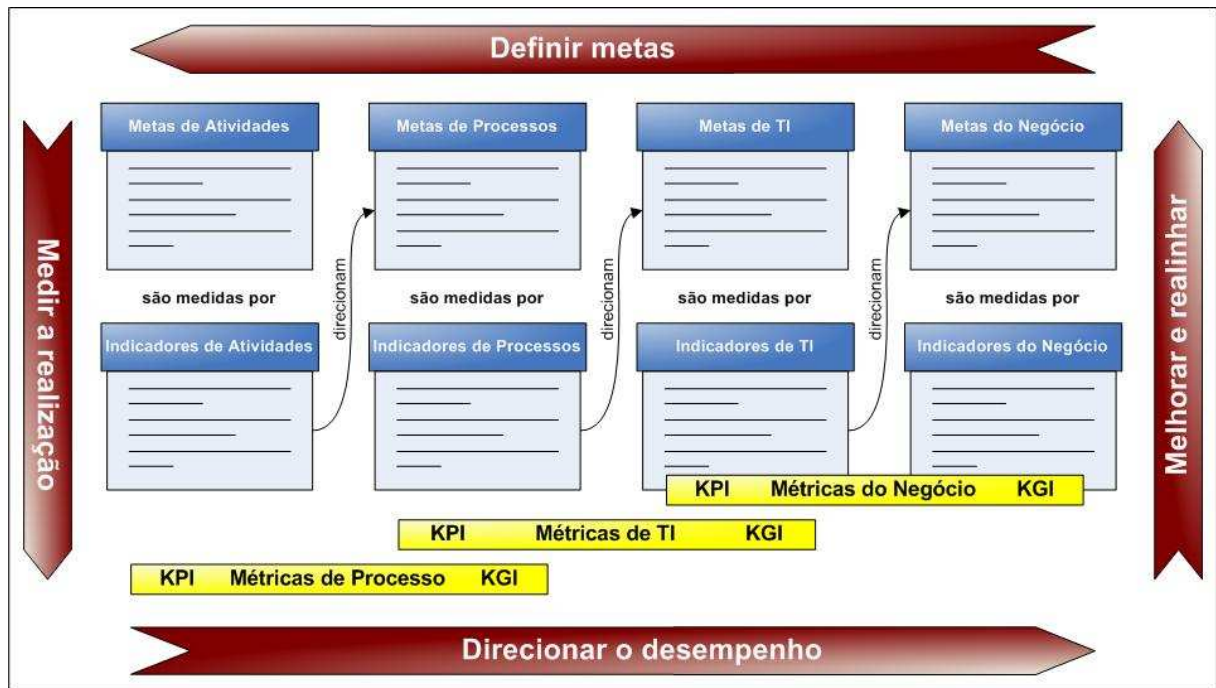 Definir metas
Metas de Atividades
Metas de Processos
Metas de TI
Metas do Negócio
Medir a realização
direcionam
direcionam
direcionam
Melhorar e realinhar
são medidas por
são medidas por
são medidas por
são medidas por
Indicadores de Atividades
Indicadores de Processos
Indicadores de TI
Indicadores do Negócio
KPI Métricas do Negócio KGI
KPI Métricas de TI KGI
KPI Métricas de Processo KGI
Direcionar o desempenho